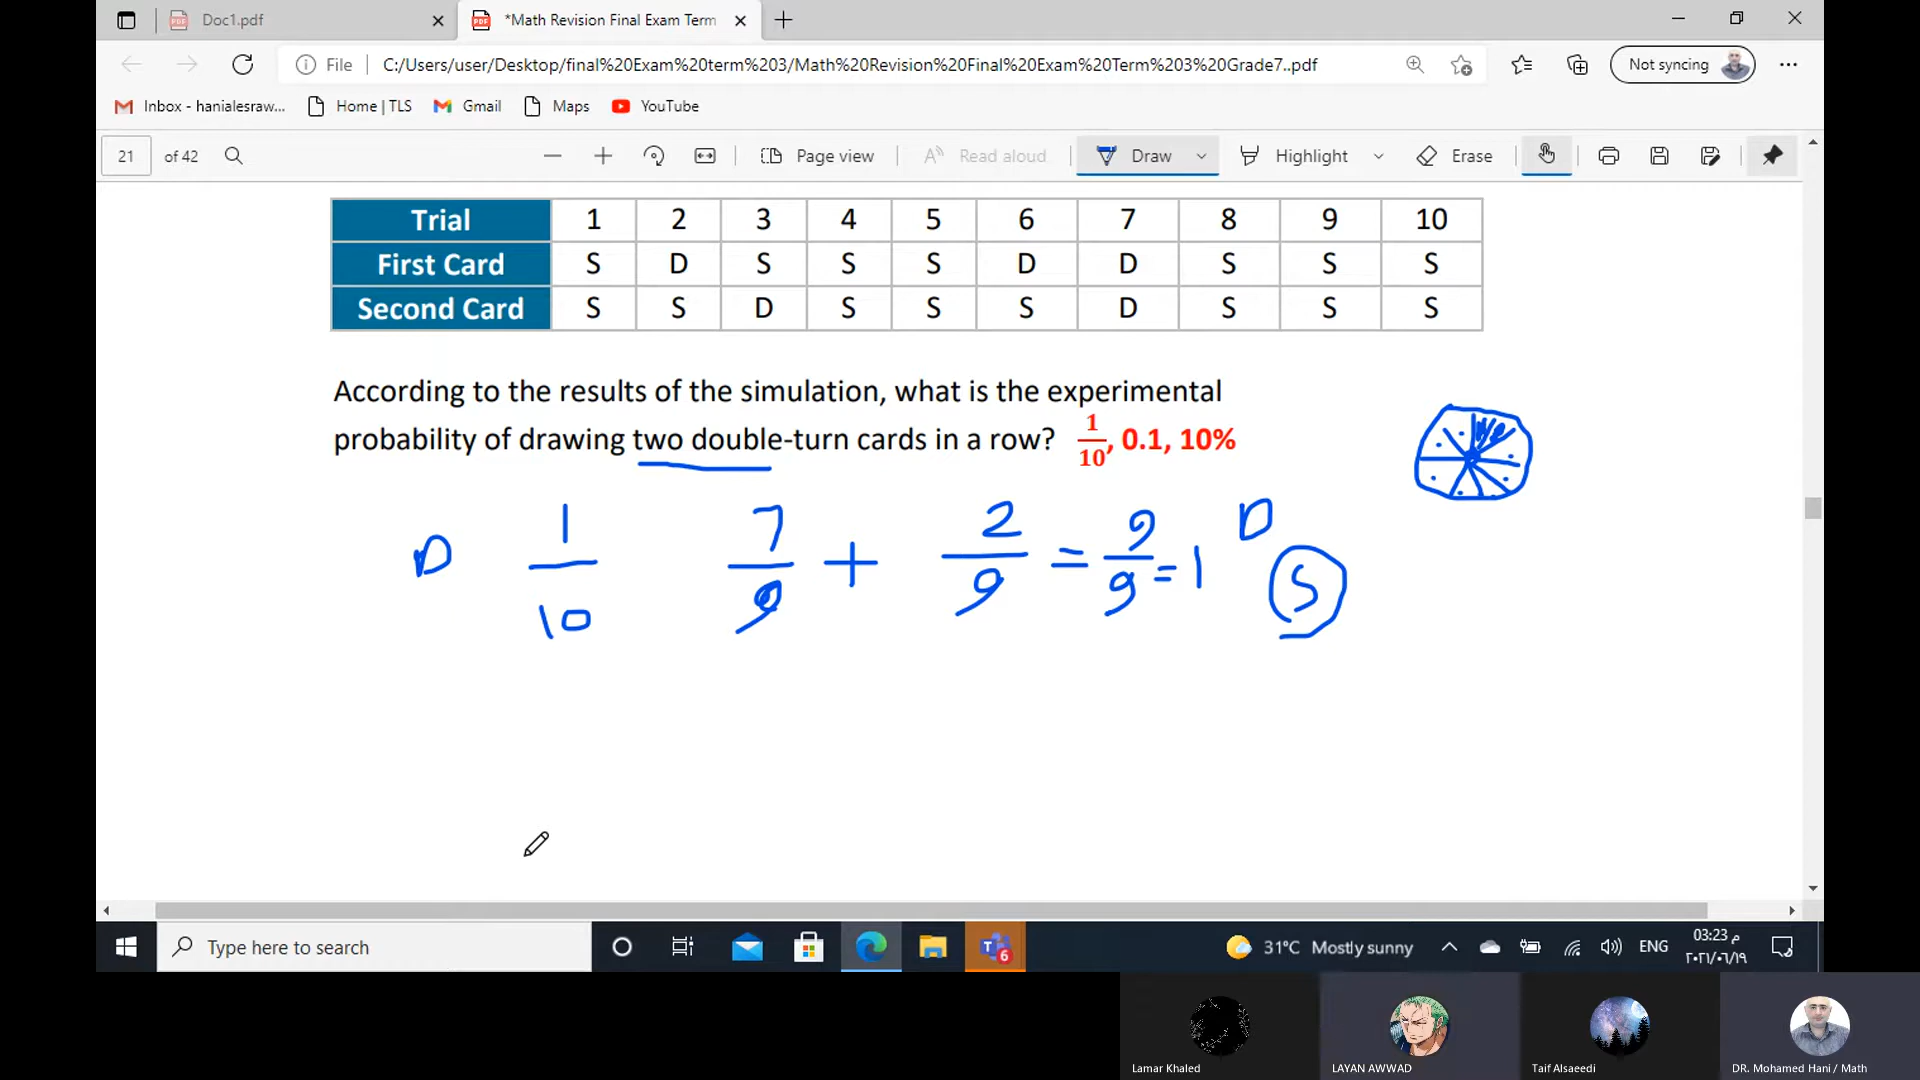 Doc1.pdf
*Math Revision Final Exam Term
File C:/Users/user/Desktop/final%20Exam%20term%203/Math%20Revision%20Final%20Exam%20Term%203%20Grade7..pdf
Not syncing
Inbox - hanialesraw... Home | TLS Gmail Maps YouTube
21 of 42 Page view Read aloud Draw Highlight Erase
Trial 1 2 3 4 5 6 7 8 9 10
First Card S D S S S D D S S S
Second Card S S D S S S D S S S
According to the results of the simulation, what is the experimental
probability of drawing two double-turn cards in a row? 1/10, 0.1, 10%
D 1/10 7/9 + 2/9 = 9/9 = 1 D
S
Type here to search
6
31°C Mostly sunny
ENG
03:23 م
٢٠٢١/٠٦/١٩
Lamar Khaled
LAYAN AWWAD
Taif Alsaeedi
DR. Mohamed Hani / Math